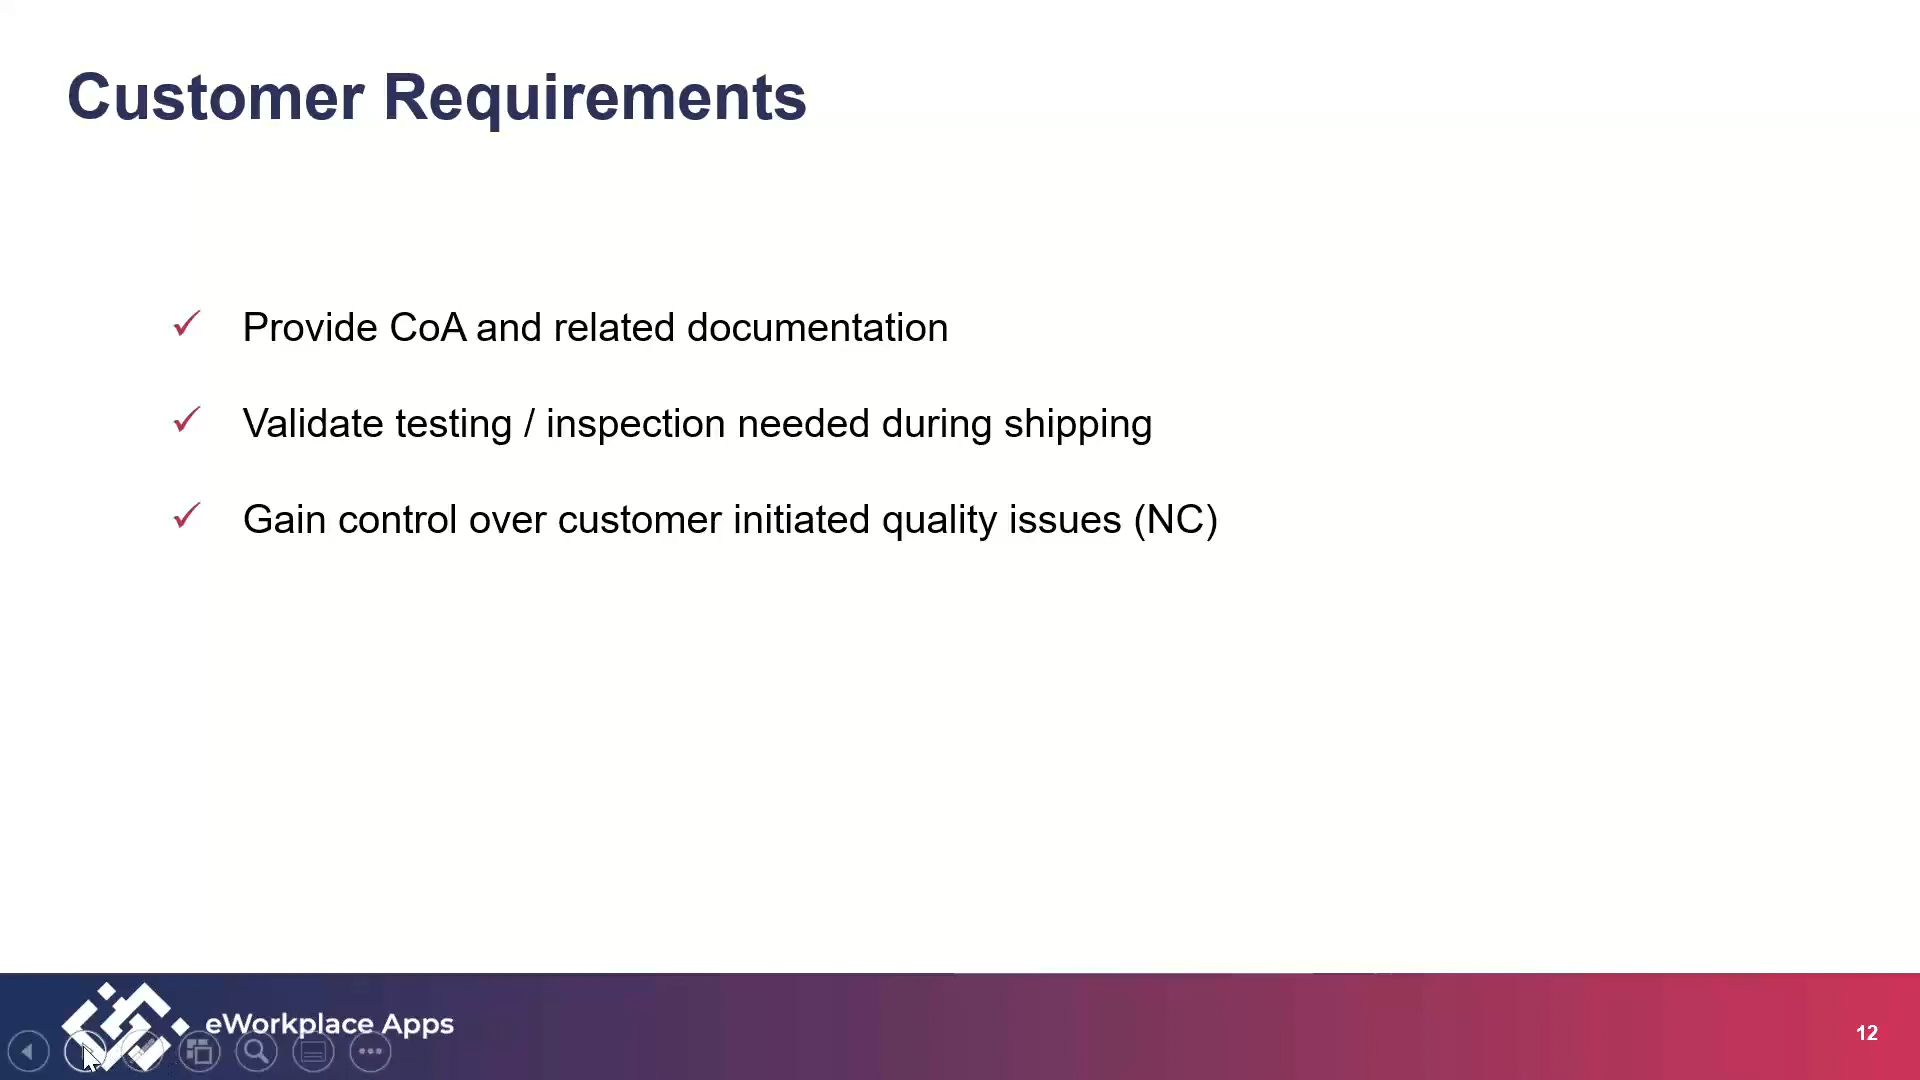 Customer Requirements
✓ Provide CoA and related documentation
✓ Validate testing / inspection needed during shipping
✓ Gain control over customer initiated quality issues (NC)
eWorkplace Apps
12